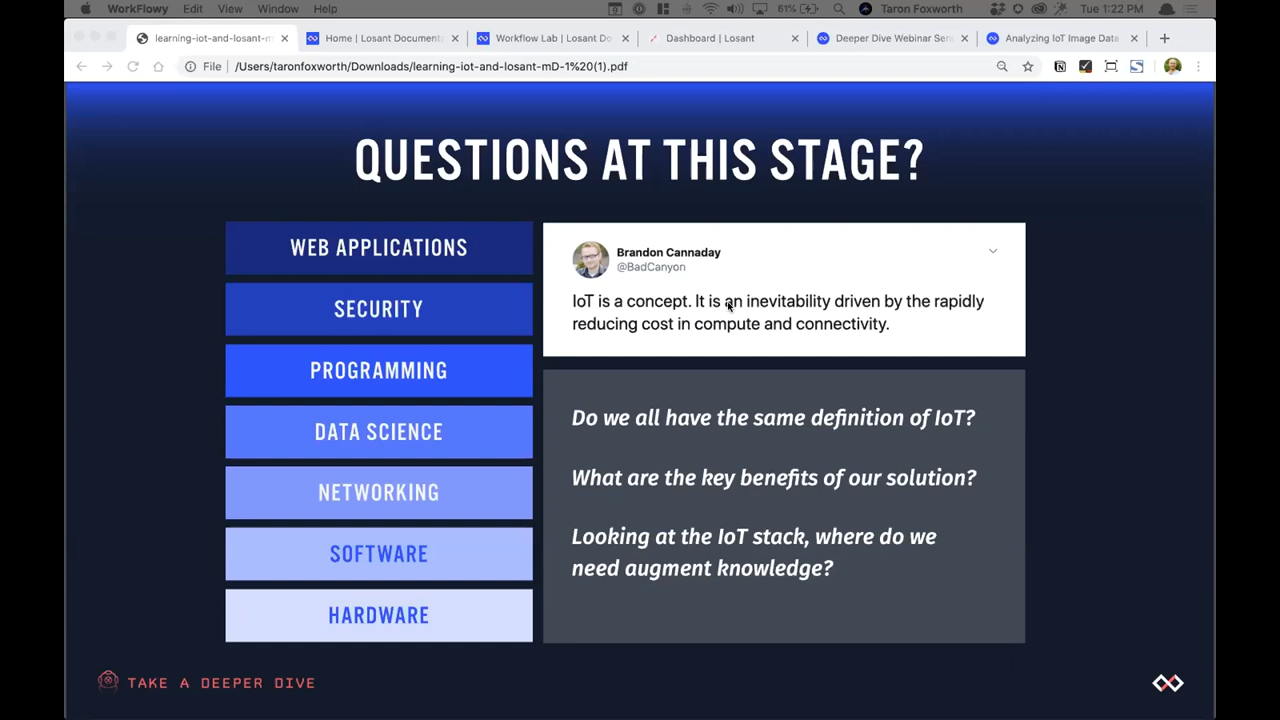 WorkFlowy Edit View Window Help
61% Taron Foxworth Tue 1:22 PM
learning-iot-and-losant-m
Home | Losant Document
Workflow Lab | Losant Do
Dashboard | Losant
Deeper Dive Webinar Seri
Analyzing IoT Image Data
File /Users/taronfoxworth/Downloads/learning-iot-and-losant-mD-1%20(1).pdf
QUESTIONS AT THIS STAGE?
WEB APPLICATIONS
SECURITY
PROGRAMMING
DATA SCIENCE
NETWORKING
SOFTWARE
HARDWARE
Brandon Cannaday
@BadCanyon
IoT is a concept. It is an inevitability driven by the rapidly
reducing cost in compute and connectivity.
Do we all have the same definition of IoT?
What are the key benefits of our solution?
Looking at the IoT stack, where do we
need augment knowledge?
TAKE A DEEPER DIVE